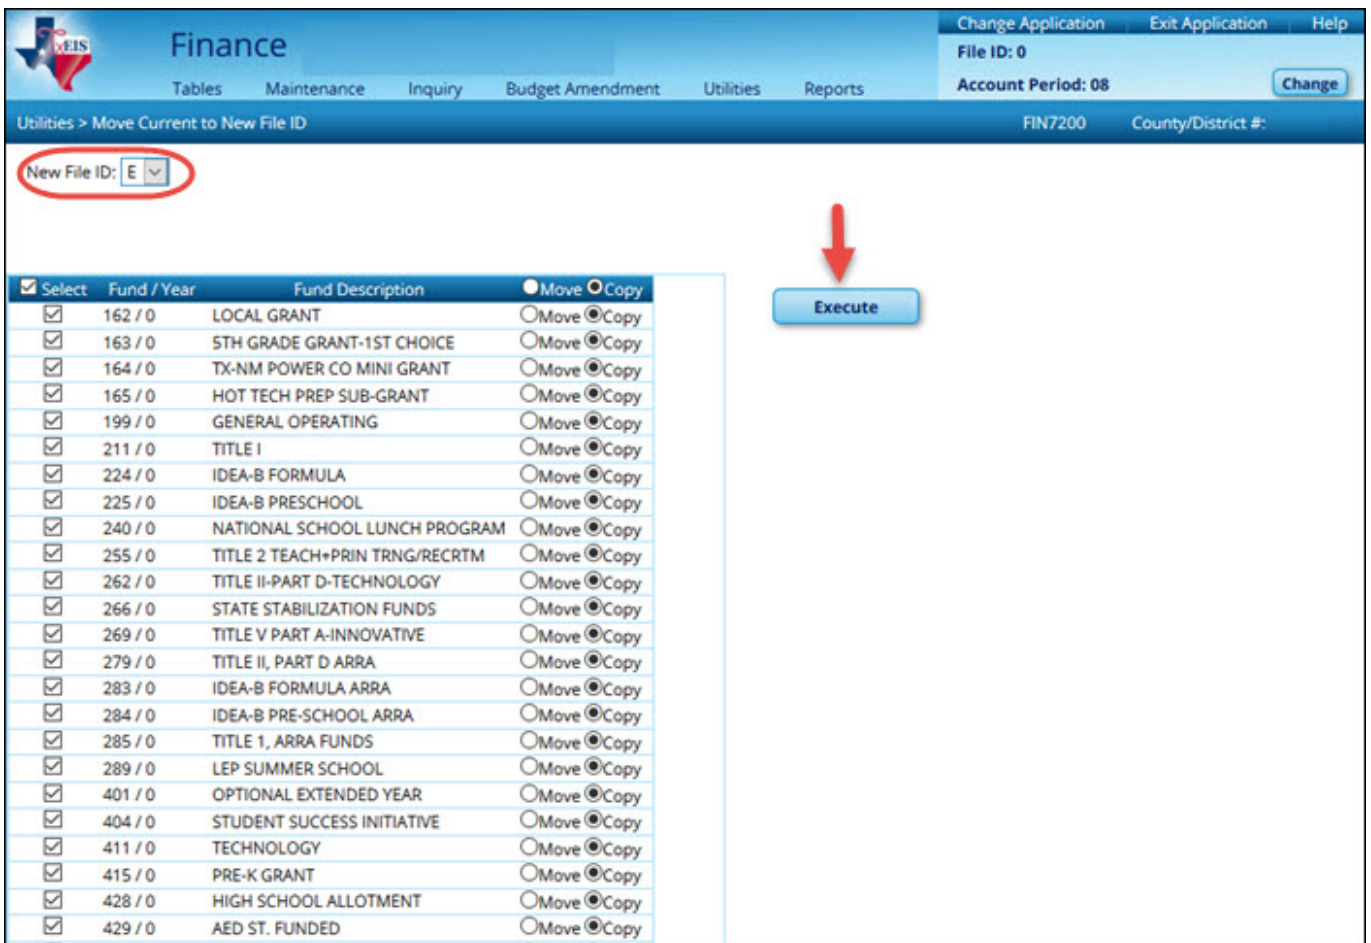 Change Application Exit Application Help
TxEIS
Finance
File ID: 0
Tables Maintenance Inquiry Budget Amendment Utilities Reports
Account Period: 08 Change
Utilities > Move Current to New File ID FIN7200 County/District #:
New File ID: E
Select Fund / Year Fund Description Move Copy
Execute
162 / 0 LOCAL GRANT Move Copy
163 / 0 5TH GRADE GRANT-1ST CHOICE Move Copy
164 / 0 TX-NM POWER CO MINI GRANT Move Copy
165 / 0 HOT TECH PREP SUB-GRANT Move Copy
199 / 0 GENERAL OPERATING Move Copy
211 / 0 TITLE I Move Copy
224 / 0 IDEA-B FORMULA Move Copy
225 / 0 IDEA-B PRESCHOOL Move Copy
240 / 0 NATIONAL SCHOOL LUNCH PROGRAM Move Copy
255 / 0 TITLE 2 TEACH+PRIN TRNG/RECRTM Move Copy
262 / 0 TITLE II-PART D-TECHNOLOGY Move Copy
266 / 0 STATE STABILIZATION FUNDS Move Copy
269 / 0 TITLE V PART A-INNOVATIVE Move Copy
279 / 0 TITLE II, PART D ARRA Move Copy
283 / 0 IDEA-B FORMULA ARRA Move Copy
284 / 0 IDEA-B PRE-SCHOOL ARRA Move Copy
285 / 0 TITLE 1, ARRA FUNDS Move Copy
289 / 0 LEP SUMMER SCHOOL Move Copy
401 / 0 OPTIONAL EXTENDED YEAR Move Copy
404 / 0 STUDENT SUCCESS INITIATIVE Move Copy
411 / 0 TECHNOLOGY Move Copy
415 / 0 PRE-K GRANT Move Copy
428 / 0 HIGH SCHOOL ALLOTMENT Move Copy
429 / 0 AED ST. FUNDED Move Copy